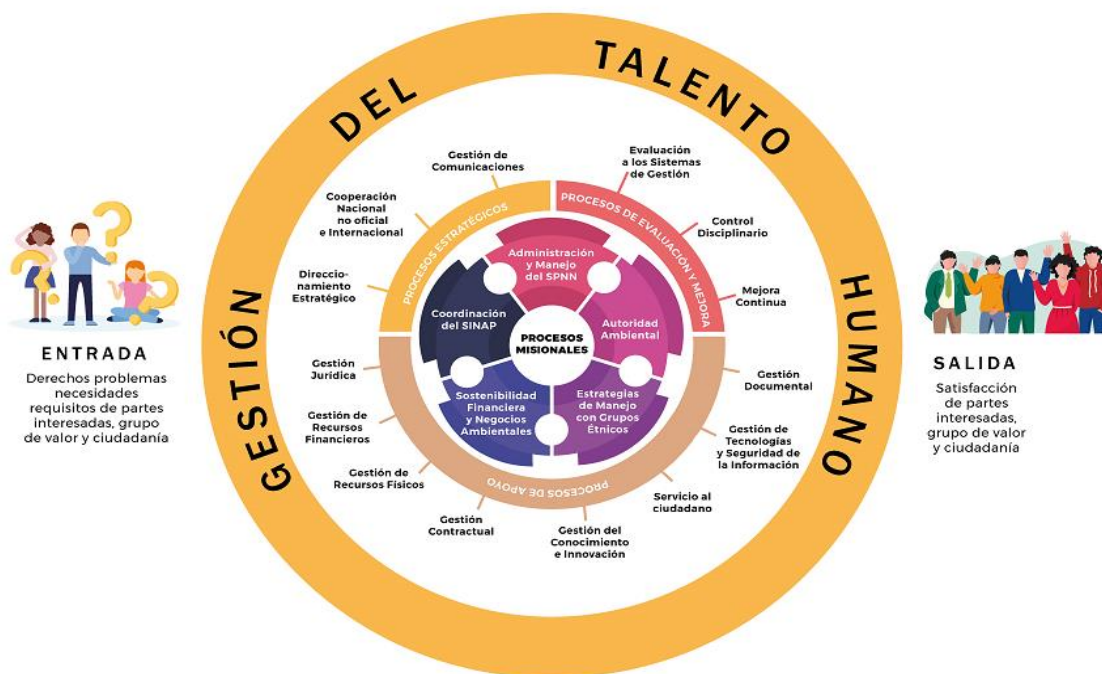 GESTIÓN DEL TALENTO HUMANO
ENTRADA
Derechos problemas
necesidades
requisitos de partes
interesadas, grupo
de valor y ciudadanía
PROCESOS ESTRATÉGICOS
Gestión de
Comunicaciones
Cooperación
Nacional
no oficial
e Internacional
Direccio-
namiento
Estratégico
PROCESOS DE EVALUACIÓN Y MEJORA
Evaluación
a los Sistemas
de Gestión
Control
Disciplinario
Mejora
Continua
PROCESOS
MISIONALES
Administración
y Manejo
del SPNN
Autoridad
Ambiental
Estrategias
de Manejo
con Grupos
Étnicos
Sostenibilidad
Financiera
y Negocios
Ambientales
Coordinación
del SINAP
PROCESOS DE APOYO
Gestión
Jurídica
Gestión de
Recursos
Financieros
Gestión de
Recursos Físicos
Gestión
Contractual
Gestión del
Conocimiento
e Innovación
Servicio al
ciudadano
Gestión de
Tecnologías
y Seguridad de
la Información
Gestión
Documental
SALIDA
Satisfacción
de partes
interesadas,
grupo de valor
y ciudadanía